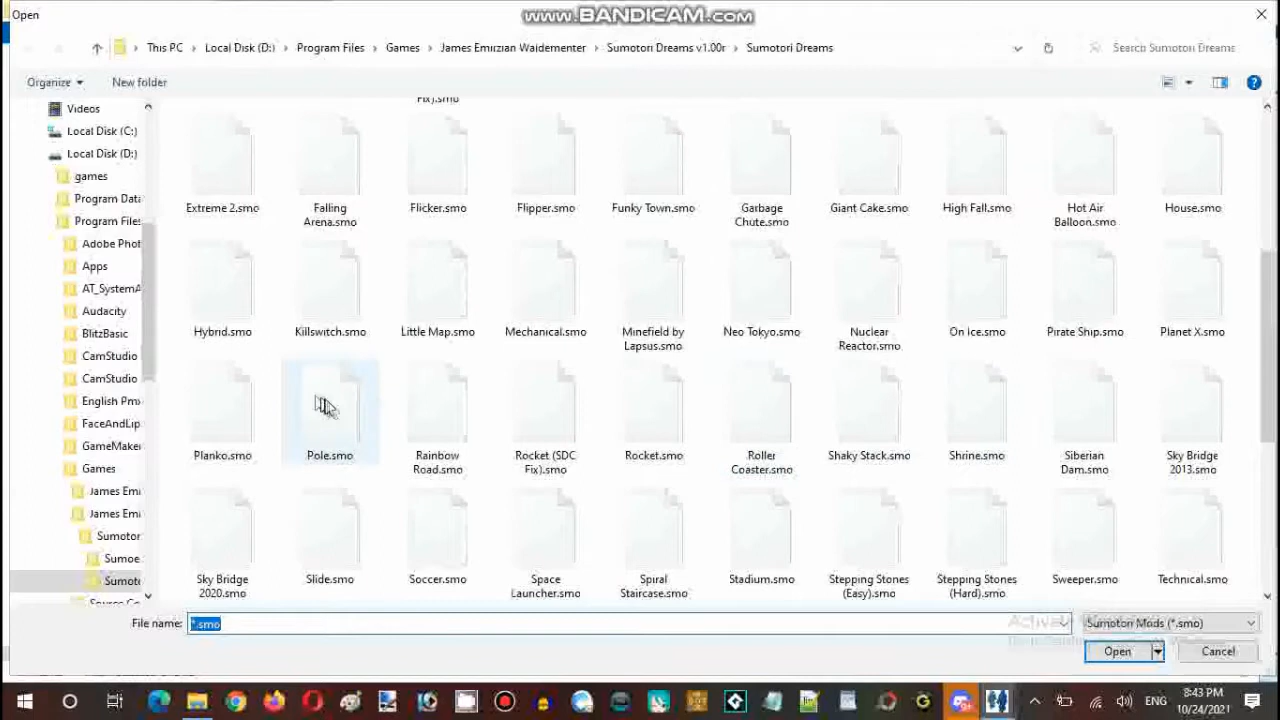 Open
www.BANDICAM.com
This PC > Local Disk (D:) > Program Files > Games > James Emirzian Waidementer > Sumotori Dreams v1.00r > Sumotori Dreams
Search Sumotori Dreams
Organize
New folder
Videos
Local Disk (C:)
Local Disk (D:)
games
Program Data
Program Files
Adobe Phot
Apps
AT_SystemA
Audacity
BlitzBasic
CamStudio
CamStudio
English Pmx
FaceAndLip
GameMaker
Games
James Emi
James Emi
Sumotor
Sumoe
Sumoto
Source Co
Fix).smo
Extreme 2.smo
Falling
Arena.smo
Flicker.smo
Flipper.smo
Funky Town.smo
Garbage
Chute.smo
Giant Cake.smo
High Fall.smo
Hot Air
Balloon.smo
House.smo
Hybrid.smo
Killswitch.smo
Little Map.smo
Mechanical.smo
Minefield by
Lapsus.smo
Neo Tokyo.smo
Nuclear
Reactor.smo
On Ice.smo
Pirate Ship.smo
Planet X.smo
Planko.smo
Pole.smo
Rainbow
Road.smo
Rocket (SDC
Fix).smo
Rocket.smo
Roller
Coaster.smo
Shaky Stack.smo
Shrine.smo
Siberian
Dam.smo
Sky Bridge
2013.smo
Sky Bridge
2020.smo
Slide.smo
Soccer.smo
Space
Launcher.smo
Spiral
Staircase.smo
Stadium.smo
Stepping Stones
(Easy).smo
Stepping Stones
(Hard).smo
Sweeper.smo
Technical.smo
File name:
*.smo
Sumotori Mods (*.smo)
Open
Cancel
ENG
8:43 PM
10/24/2021